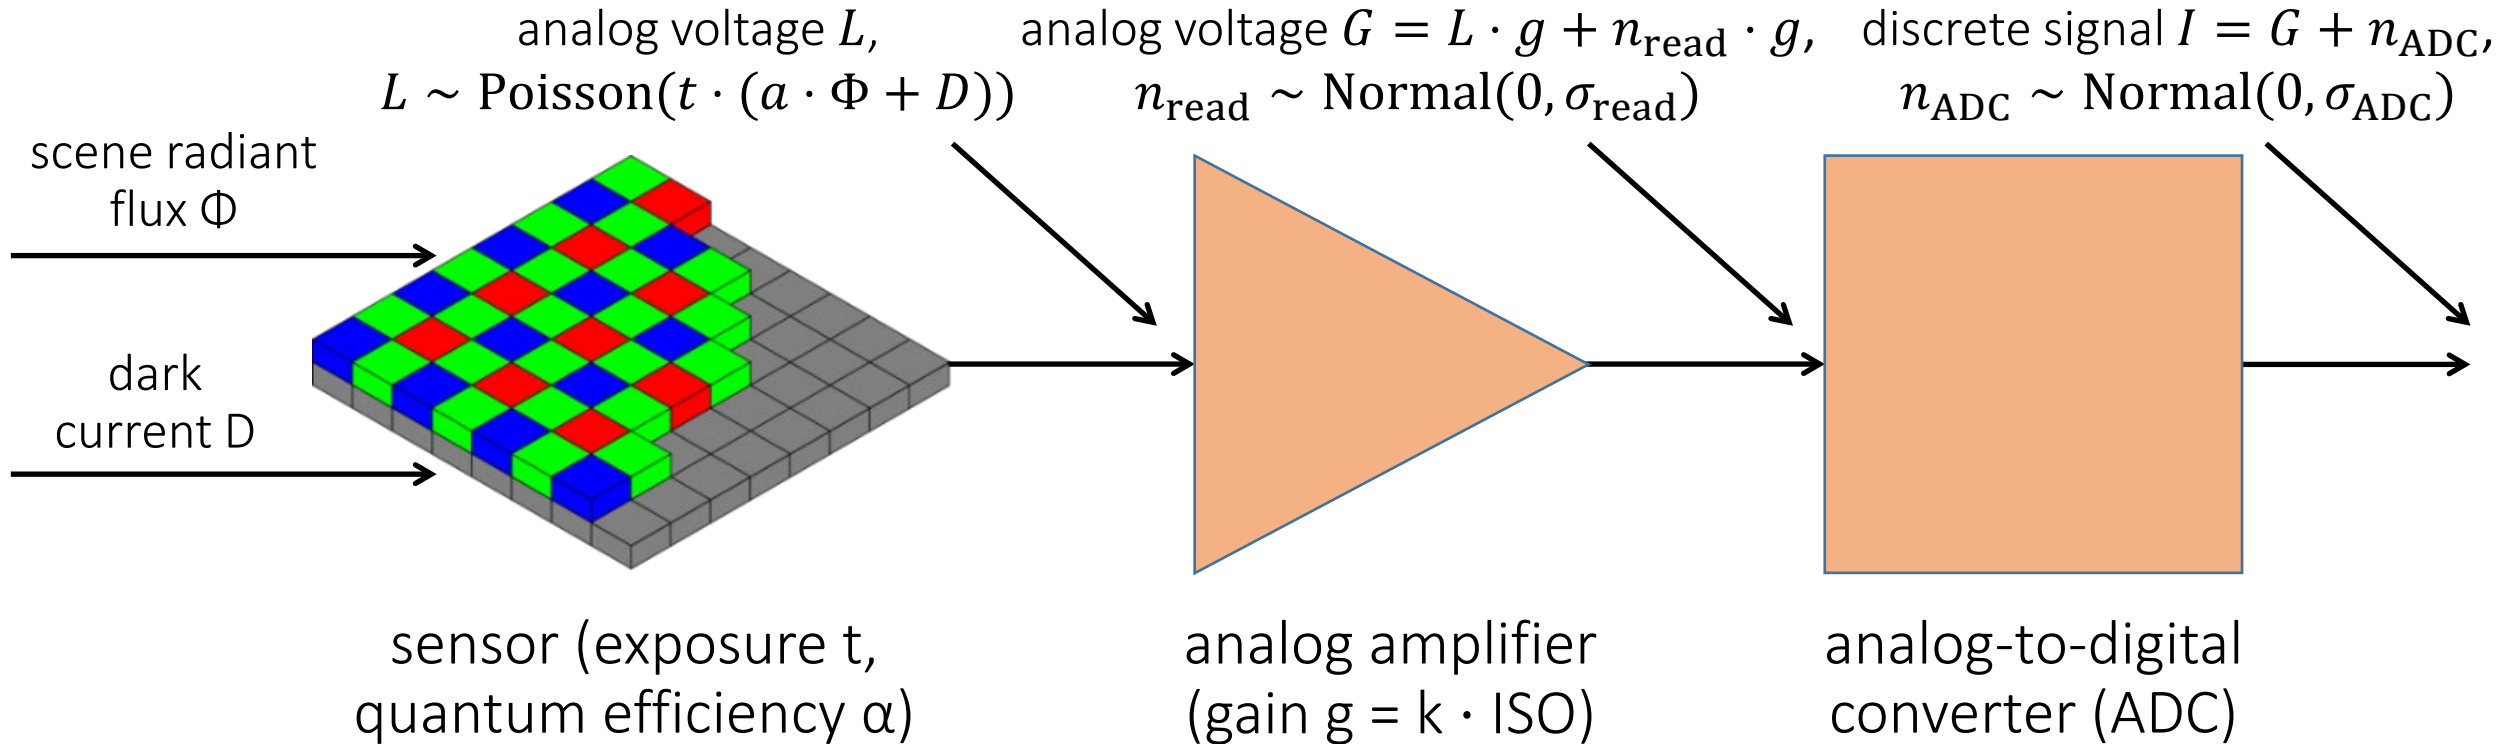 analog voltage L,
L ~ Poisson(t · (a · Φ + D))
analog voltage G = L · g + n_read · g,
n_read ~ Normal(0, σ_read)
discrete signal I = G + n_ADC,
n_ADC ~ Normal(0, σ_ADC)
scene radiant
flux Φ
dark
current D
sensor (exposure t,
quantum efficiency α)
analog amplifier
(gain g = k · ISO)
analog-to-digital
converter (ADC)